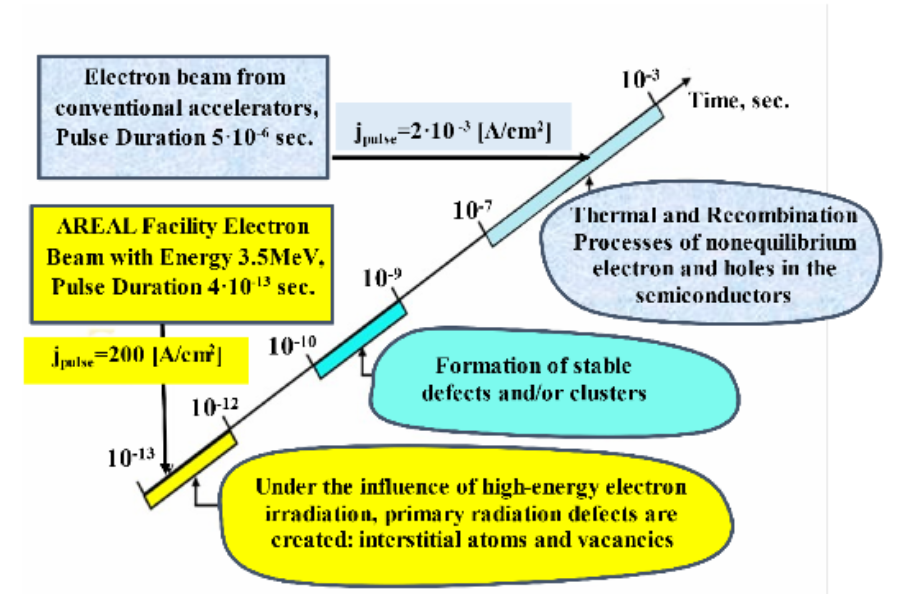 Electron beam from
conventional accelerators,
Pulse Duration 5·10⁻⁶ sec.
jpulse=2·10⁻³ [A/cm²]
10⁻³
Time, sec.
AREAL Facility Electron
Beam with Energy 3.5MeV,
Pulse Duration 4·10⁻¹³ sec.
jpulse=200 [A/cm²]
10⁻⁷
Thermal and Recombination
Processes of nonequilibrium
electron and holes in the
semiconductors
10⁻⁹
10⁻¹⁰
Formation of stable
defects and/or clusters
10⁻¹²
10⁻¹³
Under the influence of high-energy electron
irradiation, primary radiation defects are
created: interstitial atoms and vacancies